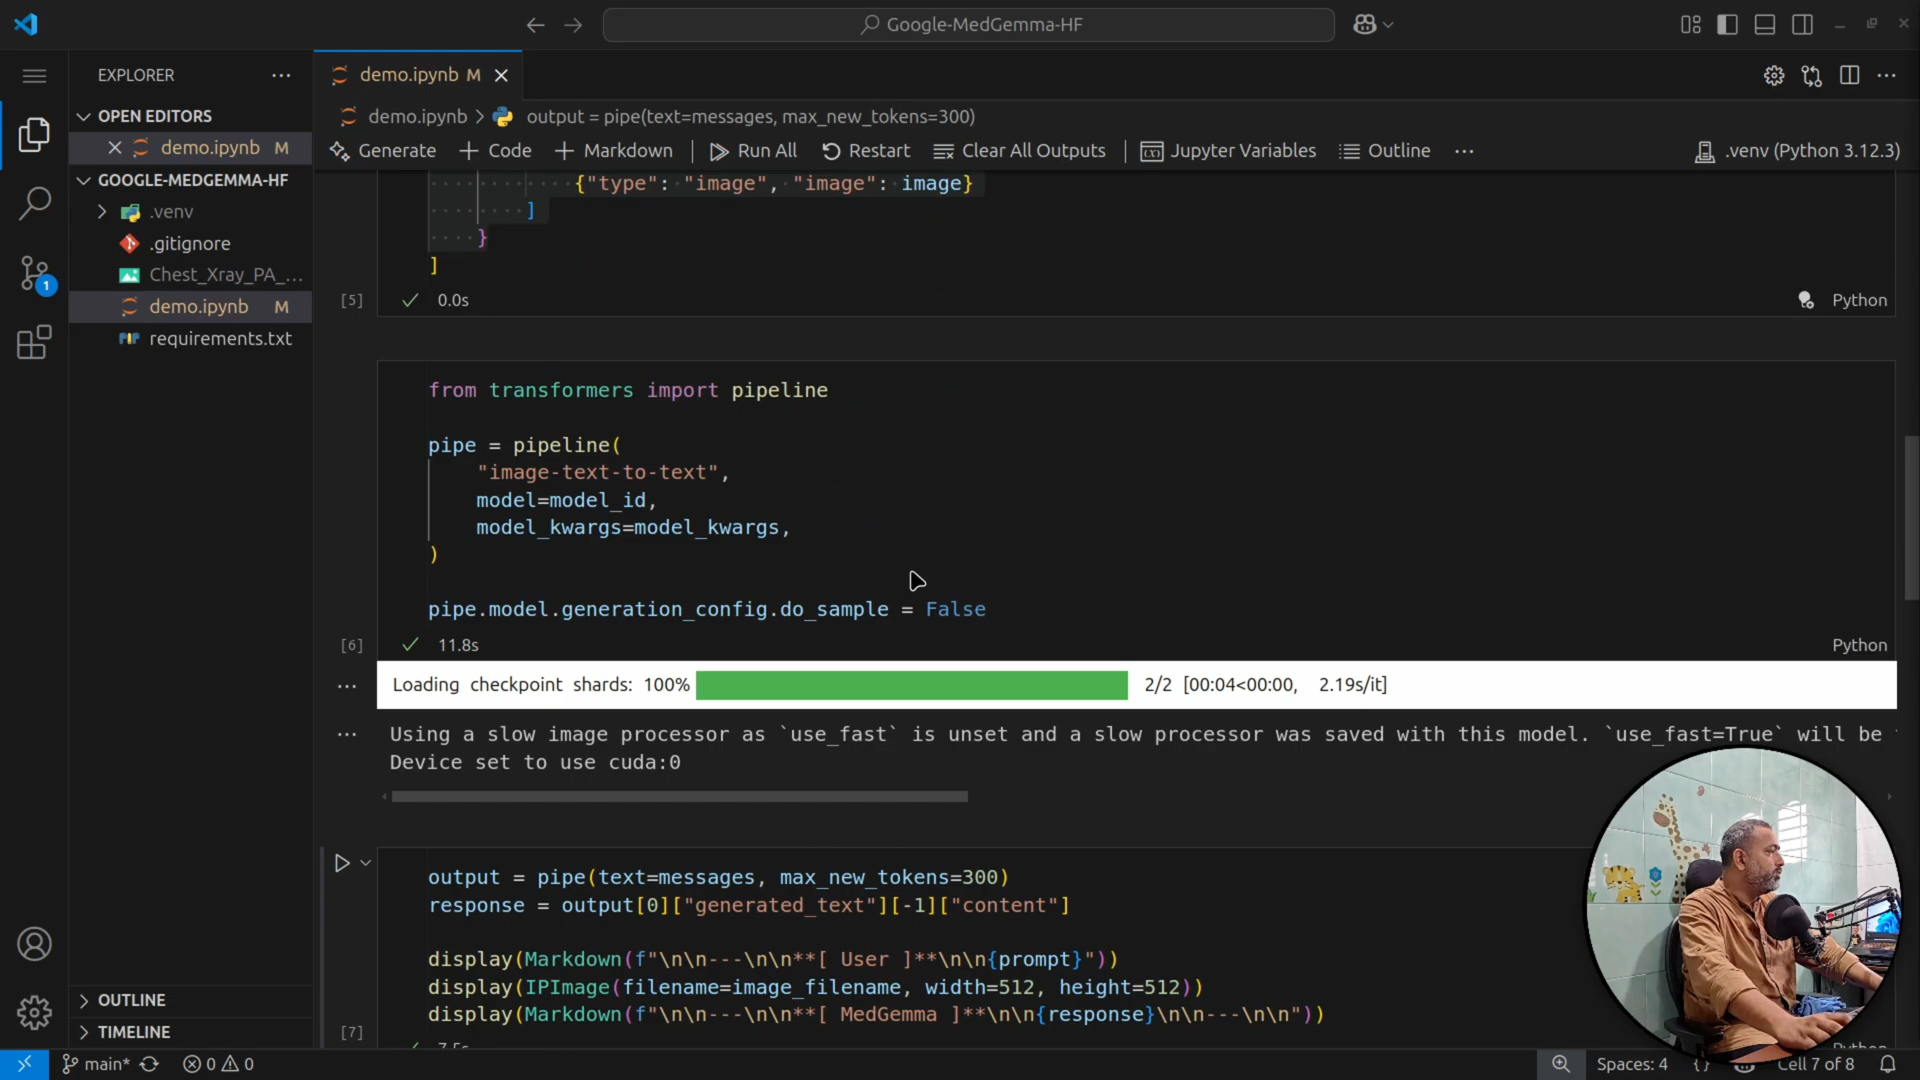 Google-MedGemma-HF
EXPLORER
OPEN EDITORS
demo.ipynb M
GOOGLE-MEDGEMMA-HF
.venv
.gitignore
Chest_Xray_PA_...
demo.ipynb M
requirements.txt
OUTLINE
TIMELINE
demo.ipynb M
demo.ipynb > output = pipe(text=messages, max_new_tokens=300)
Generate + Code + Markdown Run All Restart Clear All Outputs Jupyter Variables Outline ... .venv (Python 3.12.3)
{"type": "image", "image": image}
]
}
]
[5] 0.0s Python
from transformers import pipeline
pipe = pipeline(
"image-text-to-text",
model=model_id,
model_kwargs=model_kwargs,
)
pipe.model.generation_config.do_sample = False
[6] 11.8s Python
Loading checkpoint shards: 100% 2/2 [00:04<00:00, 2.19s/it]
Using a slow image processor as `use_fast` is unset and a slow processor was saved with this model. `use_fast=True` will be
Device set to use cuda:0
output = pipe(text=messages, max_new_tokens=300)
response = output[0]["generated_text"][-1]["content"]
display(Markdown(f"\n\n---\n\n**[ User ]**\n\n{prompt}"))
display(IPImage(filename=image_filename, width=512, height=512))
display(Markdown(f"\n\n---\n\n**[ MedGemma ]**\n\n{response}\n\n---\n\n"))
[7]
1
main* 0 0 Spaces: 4 {} Cell 7 of 8